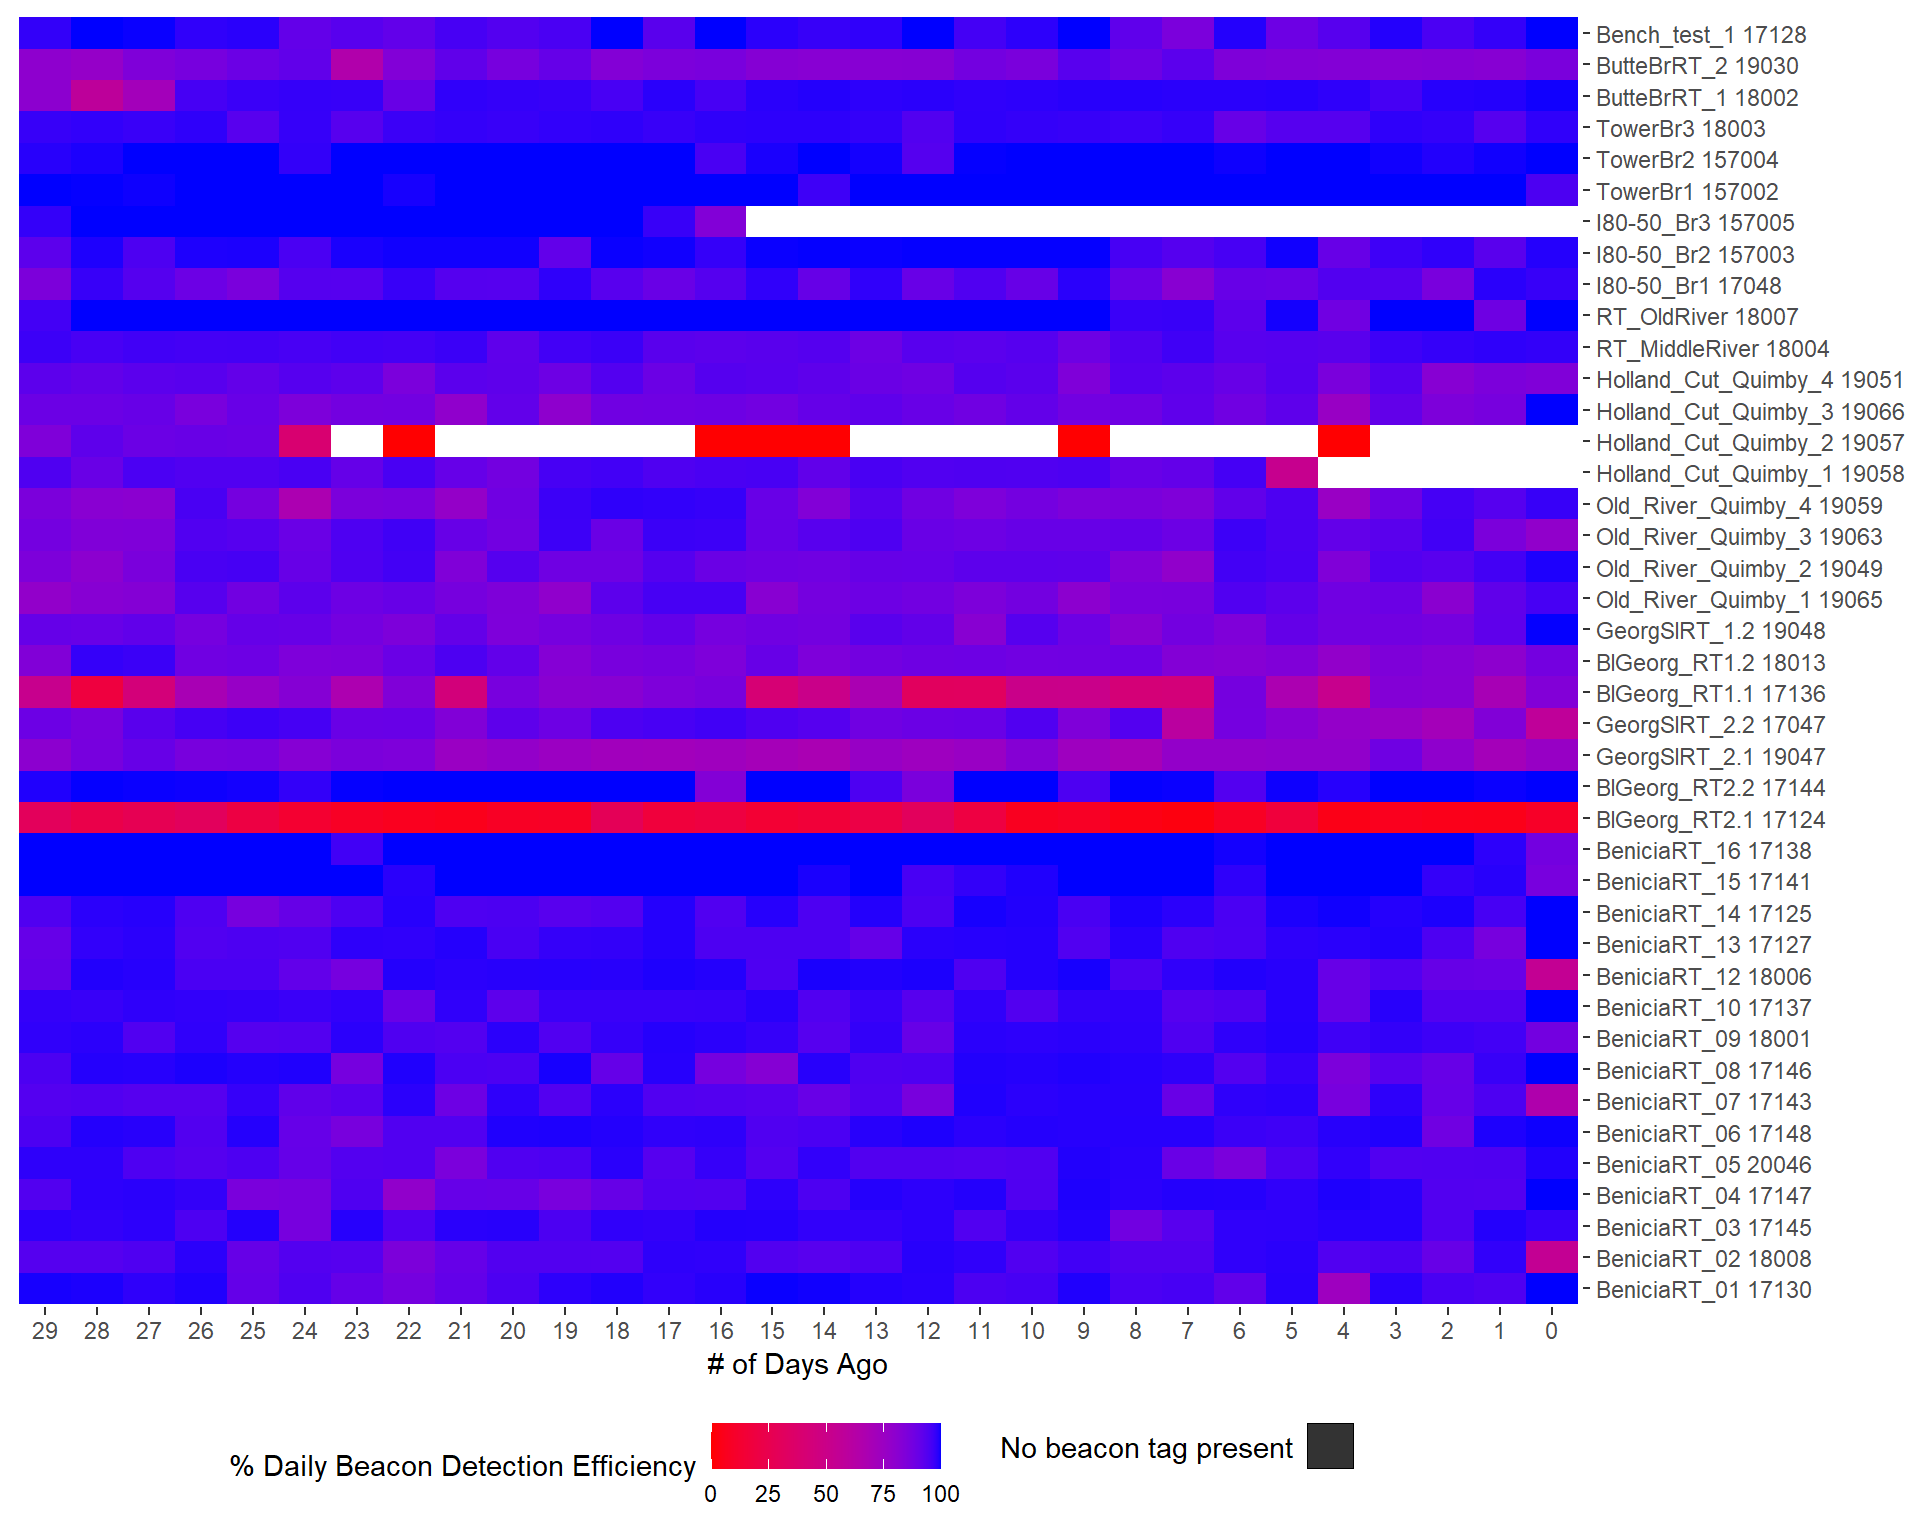 Bench_test_1 17128
ButteBrRT_2 19030
ButteBrRT_1 18002
TowerBr3 18003
TowerBr2 157004
TowerBr1 157002
I80-50_Br3 157005
I80-50_Br2 157003
I80-50_Br1 17048
RT_OldRiver 18007
RT_MiddleRiver 18004
Holland_Cut_Quimby_4 19051
Holland_Cut_Quimby_3 19066
Holland_Cut_Quimby_2 19057
Holland_Cut_Quimby_1 19058
Old_River_Quimby_4 19059
Old_River_Quimby_3 19063
Old_River_Quimby_2 19049
Old_River_Quimby_1 19065
GeorgSlRT_1.2 19048
BlGeorg_RT1.2 18013
BlGeorg_RT1.1 17136
GeorgSlRT_2.2 17047
GeorgSlRT_2.1 19047
BlGeorg_RT2.2 17144
BlGeorg_RT2.1 17124
BeniciaRT_16 17138
BeniciaRT_15 17141
BeniciaRT_14 17125
BeniciaRT_13 17127
BeniciaRT_12 18006
BeniciaRT_10 17137
BeniciaRT_09 18001
BeniciaRT_08 17146
BeniciaRT_07 17143
BeniciaRT_06 17148
BeniciaRT_05 20046
BeniciaRT_04 17147
BeniciaRT_03 17145
BeniciaRT_02 18008
BeniciaRT_01 17130
29 28 27 26 25 24 23 22 21 20 19 18 17 16 15 14 13 12 11 10 9 8 7 6 5 4 3 2 1 0
# of Days Ago
% Daily Beacon Detection Efficiency
0 25 50 75 100
No beacon tag present